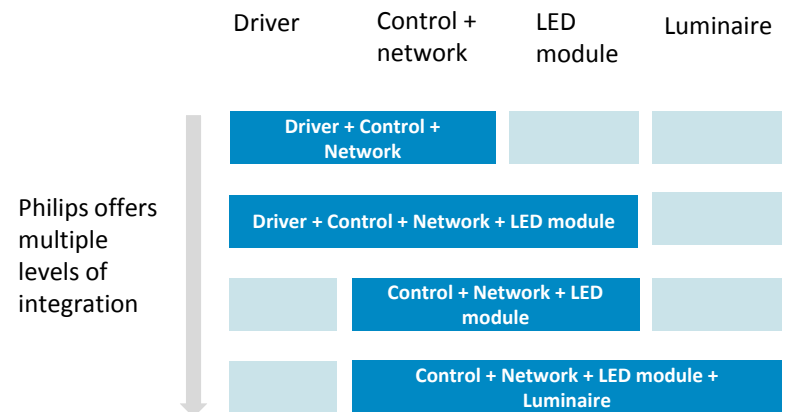 Driver
Control +
network
LED
module
Luminaire
Driver + Control +
Network
Philips offers
multiple
levels of
integration
Driver + Control + Network + LED module
Control + Network + LED
module
Control + Network + LED module +
Luminaire